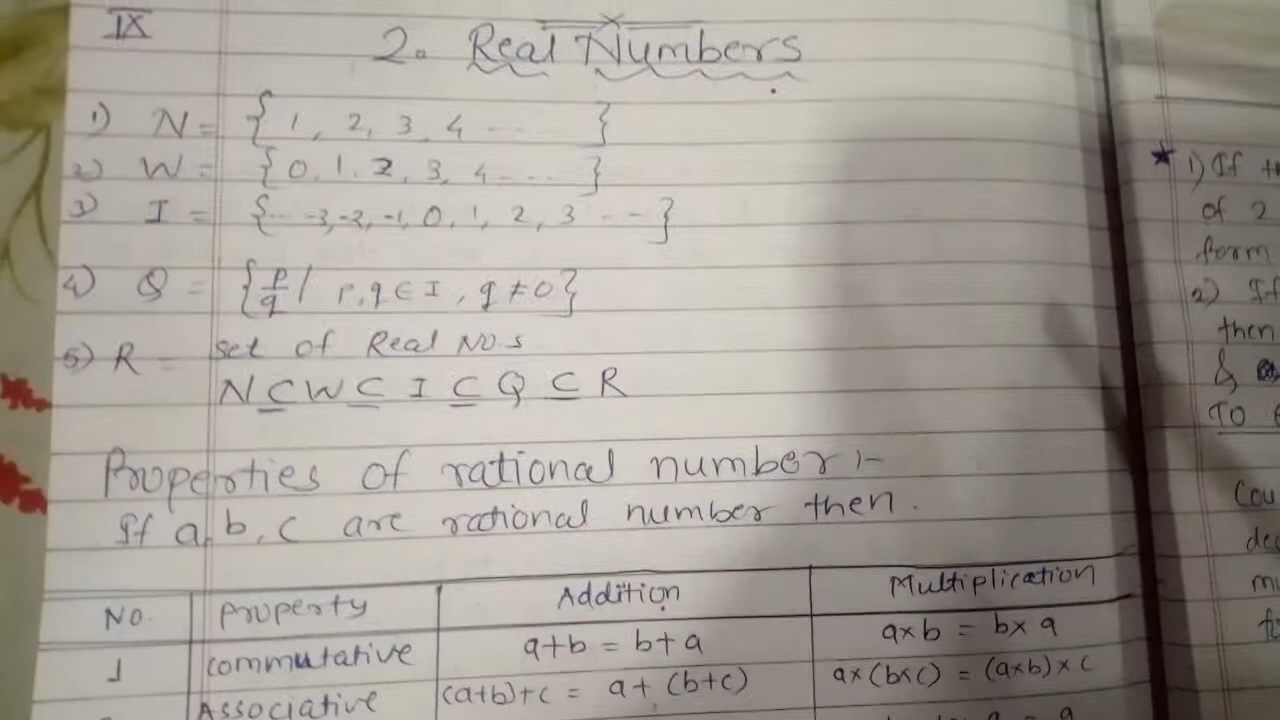 IX
2. Real Numbers
1) N = { 1, 2, 3, 4 ... }
2) W = { 0, 1, 2, 3, 4 .... }
3) I = {... -3, -2, -1, 0, 1, 2, 3 ... }
4) Q = { p/q / p, q ∈ I, q ≠ 0 }
5) R = set of Real No.s
N ⊆ W ⊆ I ⊆ Q ⊆ R
Properties of rational number :-
If a, b, c are rational number then.
No. Property Addition Multiplication
1 commutative a+b = b+a a×b = b×a
Associative (a+b)+c = a+(b+c) a×(b×c) = (a×b)×c
★ 1) If
of 2
form
2) If
then
&
TO